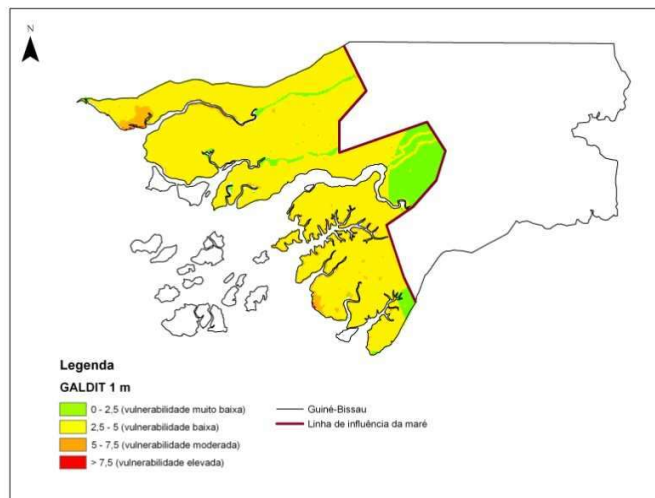 N
Legenda
GALDIT 1 m
0 - 2,5 (vulnerabilidade muito baixa)
2,5 - 5 (vulnerabilidade baixa)
5 - 7,5 (vulnerabilidade moderada)
> 7,5 (vulnerabilidade elevada)
Guiné-Bissau
Linha de influência da maré